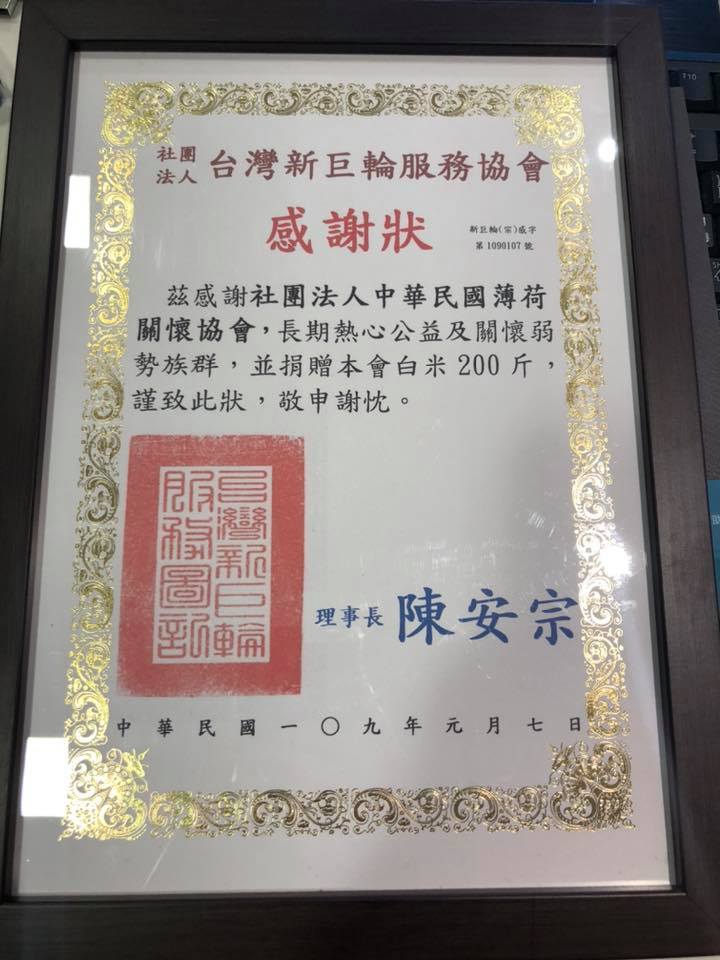 社團法人 台灣新巨輪服務協會
感謝狀
新巨輪(宗)感字
第1090107號
茲感謝社團法人中華民國薄荷
關懷協會，長期熱心公益及關懷弱
勢族群，並捐贈本會白米200斤，
謹致此狀，敬申謝忱。
台灣新巨輪
服務圖記
理事長 陳安宗
中華民國一〇九年元月七日
F10